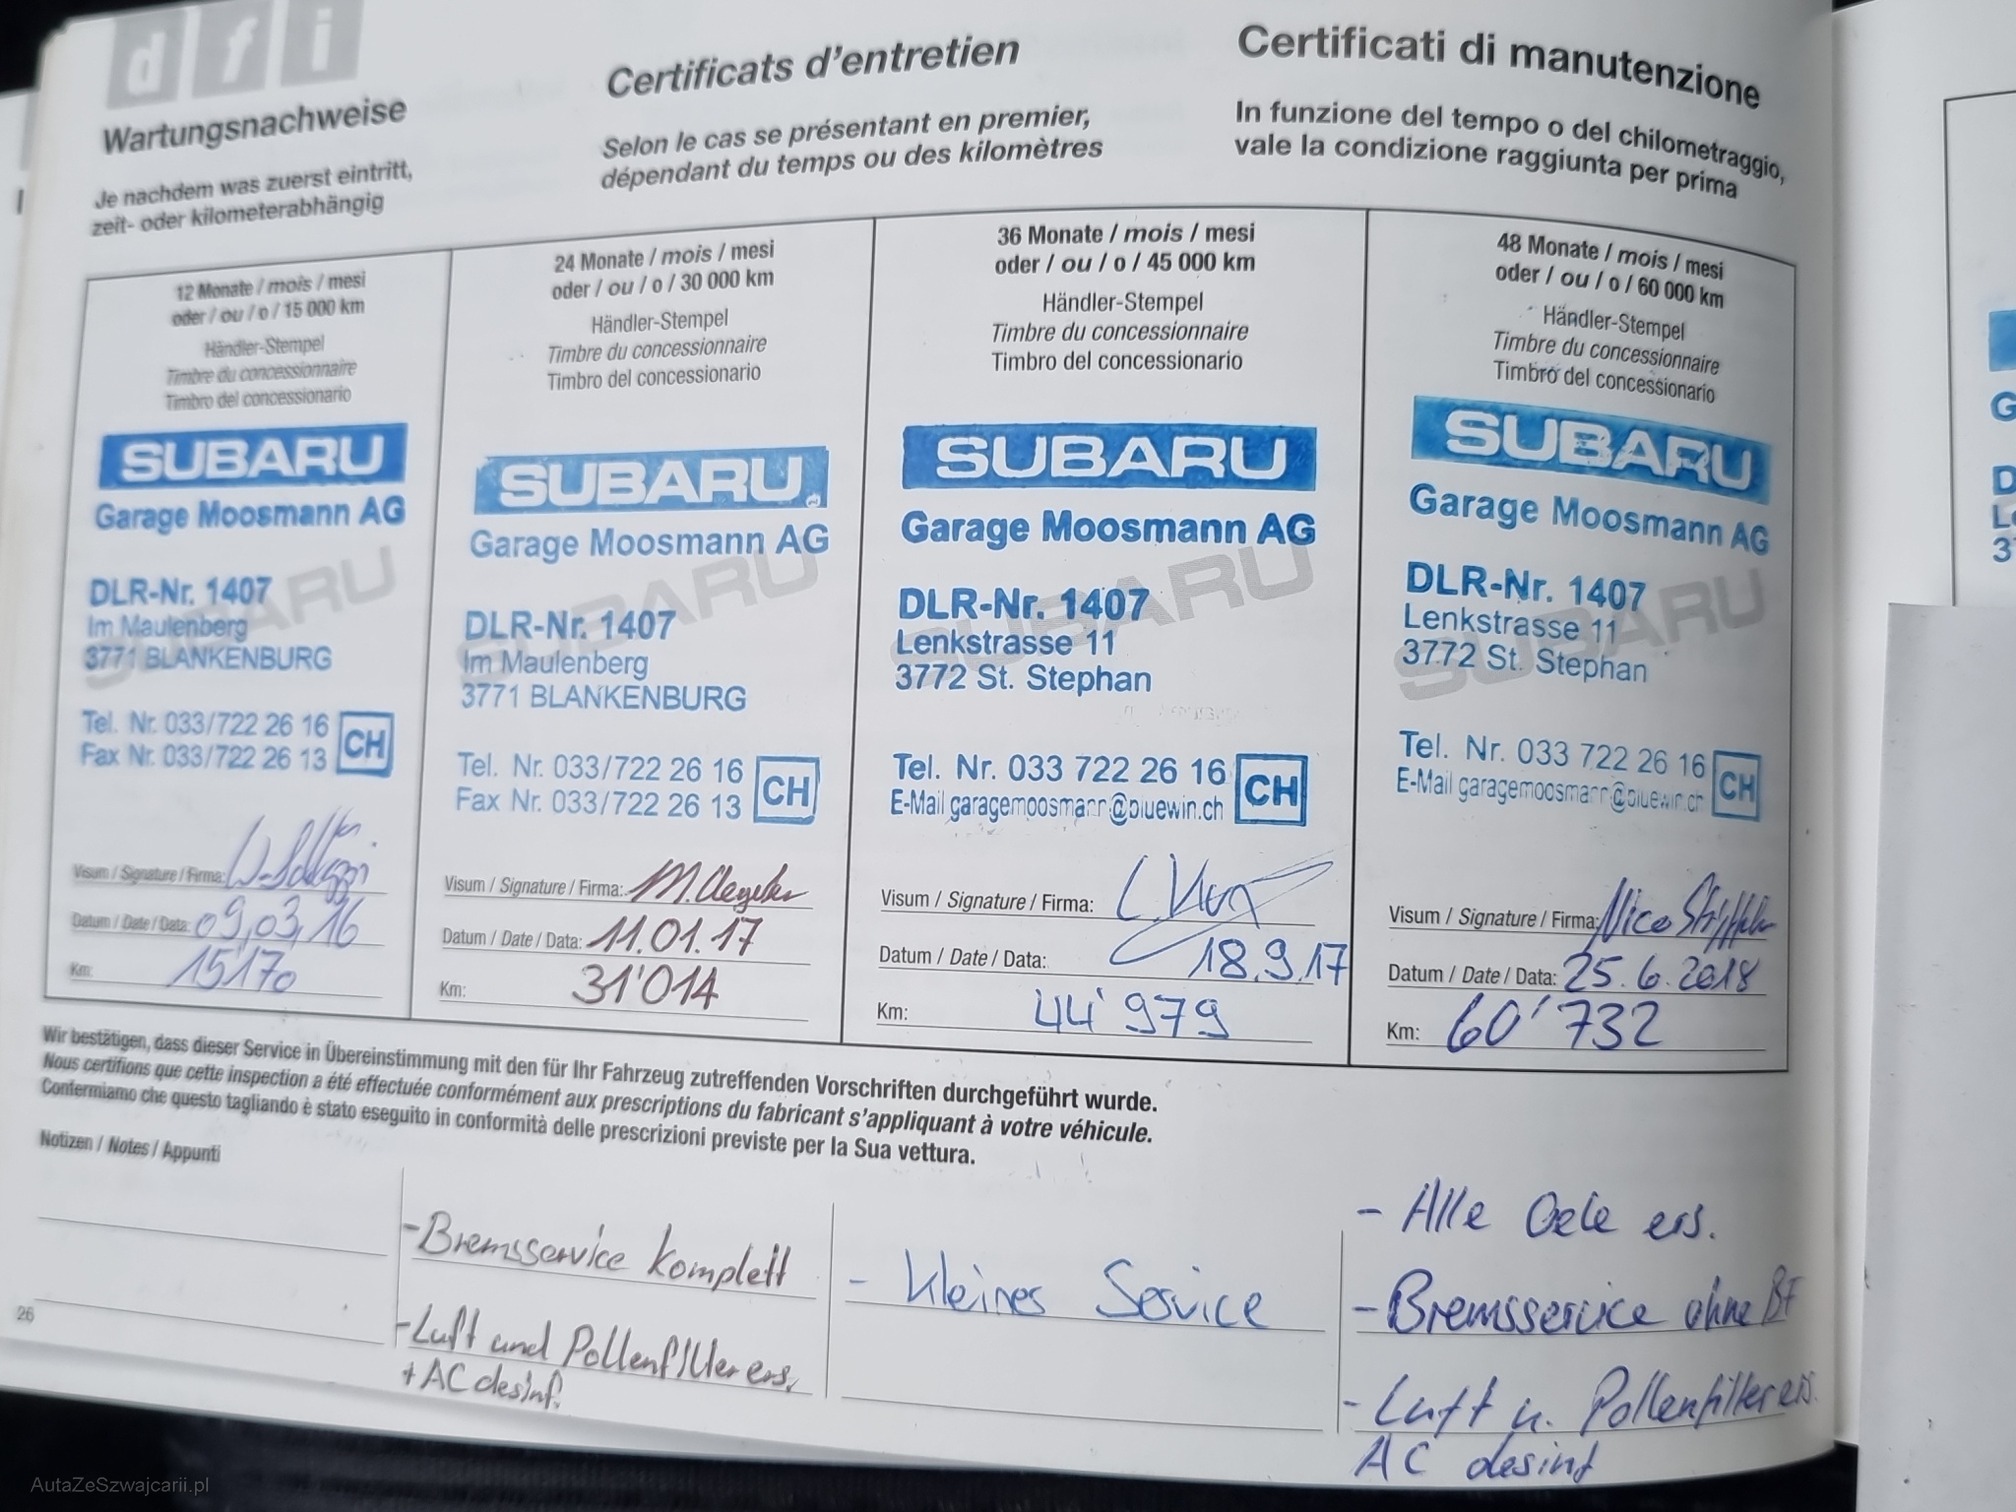 d f i
Wartungsnachweise
Je nachdem was zuerst eintritt,
zeit- oder kilometerabhängig
Certificats d'entretien
Selon le cas se présentant en premier,
dépendant du temps ou des kilomètres
Certificati di manutenzione
In funzione del tempo o del chilometraggio,
vale la condizione raggiunta per prima
12 Monate / mois / mesi
oder / ou / o / 15 000 km
Händler-Stempel
Timbre du concessionnaire
Timbro del concessionario
SUBARU
Garage Moosmann AG
SUBARU
DLR-Nr. 1407
Im Maulenberg
3771 BLANKENBURG
Tel. Nr. 033/722 26 16
Fax Nr. 033/722 26 13
CH
Visum / Signature / Firma:
Datum / Date / Data: 09,03,16
Km: 15'170
24 Monate / mois / mesi
oder / ou / o / 30 000 km
Händler-Stempel
Timbre du concessionnaire
Timbro del concessionario
SUBARU
Garage Moosmann AG
SUBARU
DLR-Nr. 1407
Im Maulenberg
3771 BLANKENBURG
Tel. Nr. 033/722 26 16
Fax Nr. 033/722 26 13
CH
Visum / Signature / Firma: M.
Datum / Date / Data: 11.01.17
Km: 31'014
36 Monate / mois / mesi
oder / ou / o / 45 000 km
Händler-Stempel
Timbre du concessionnaire
Timbro del concessionario
SUBARU
Garage Moosmann AG
SUBARU
DLR-Nr. 1407
Lenkstrasse 11
3772 St. Stephan
Tel. Nr. 033 722 26 16
E-Mail garagemoosmann@bluewin.ch
CH
Visum / Signature / Firma:
Datum / Date / Data: 18.9.17
Km: 44'979
48 Monate / mois / mesi
oder / ou / o / 60 000 km
Händler-Stempel
Timbre du concessionnaire
Timbro del concessionario
SUBARU
Garage Moosmann AG
SUBARU
DLR-Nr. 1407
Lenkstrasse 11
3772 St. Stephan
Tel. Nr. 033 722 26 16
E-Mail garagemoosmann@bluewin.ch
CH
Visum / Signature / Firma: Nico
Datum / Date / Data: 25.6.2018
Km: 60'732
Wir bestätigen, dass dieser Service in Übereinstimmung mit den für Ihr Fahrzeug zutreffenden Vorschriften durchgeführt wurde.
Nous certifions que cette inspection a été effectuée conformément aux prescriptions du fabricant s'appliquant à votre véhicule.
Confermiamo che questo tagliando è stato eseguito in conformità delle prescrizioni previste per la Sua vettura.
Notizen / Notes / Appunti
- Bremsservice komplett
- Luft und Pollenfilter ers.
+ AC desinf.
- Kleines Service
- Alle Oele ers.
- Bremsservice ohne BF
- Luft u. Pollenfilter ers.
AC desinf
26
AutaZeSzwajcarii.pl